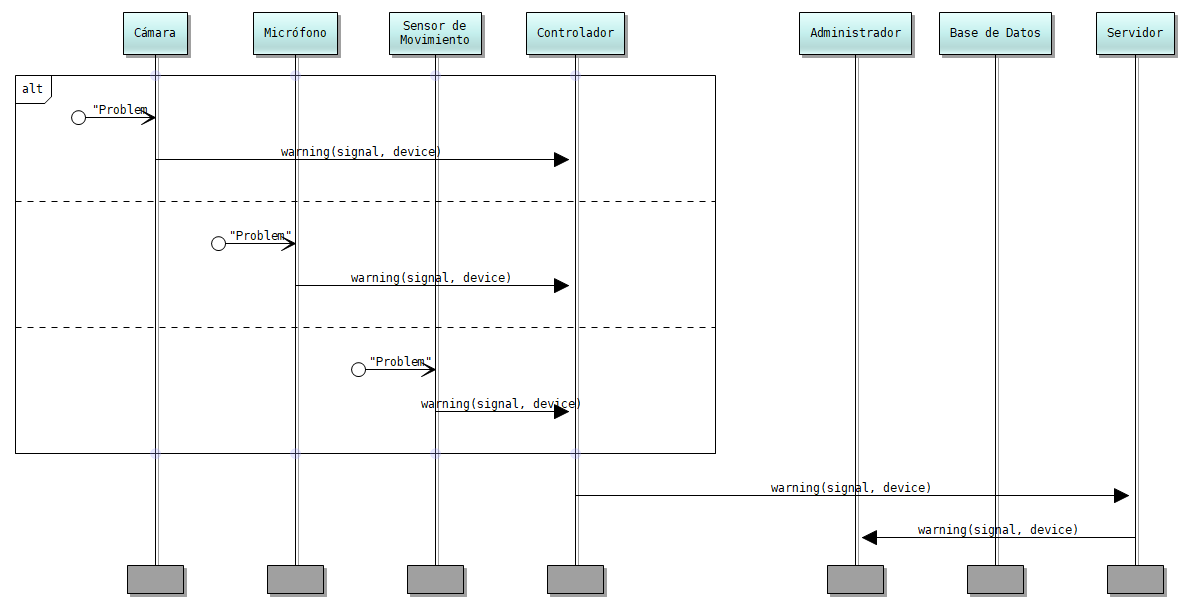 Cámara
Micrófono
Sensor de
Movimiento
Controlador
Administrador
Base de Datos
Servidor
alt
"Problem
warning(signal, device)
"Problem"
warning(signal, device)
"Problem"
warning(signal, device)
warning(signal, device)
warning(signal, device)